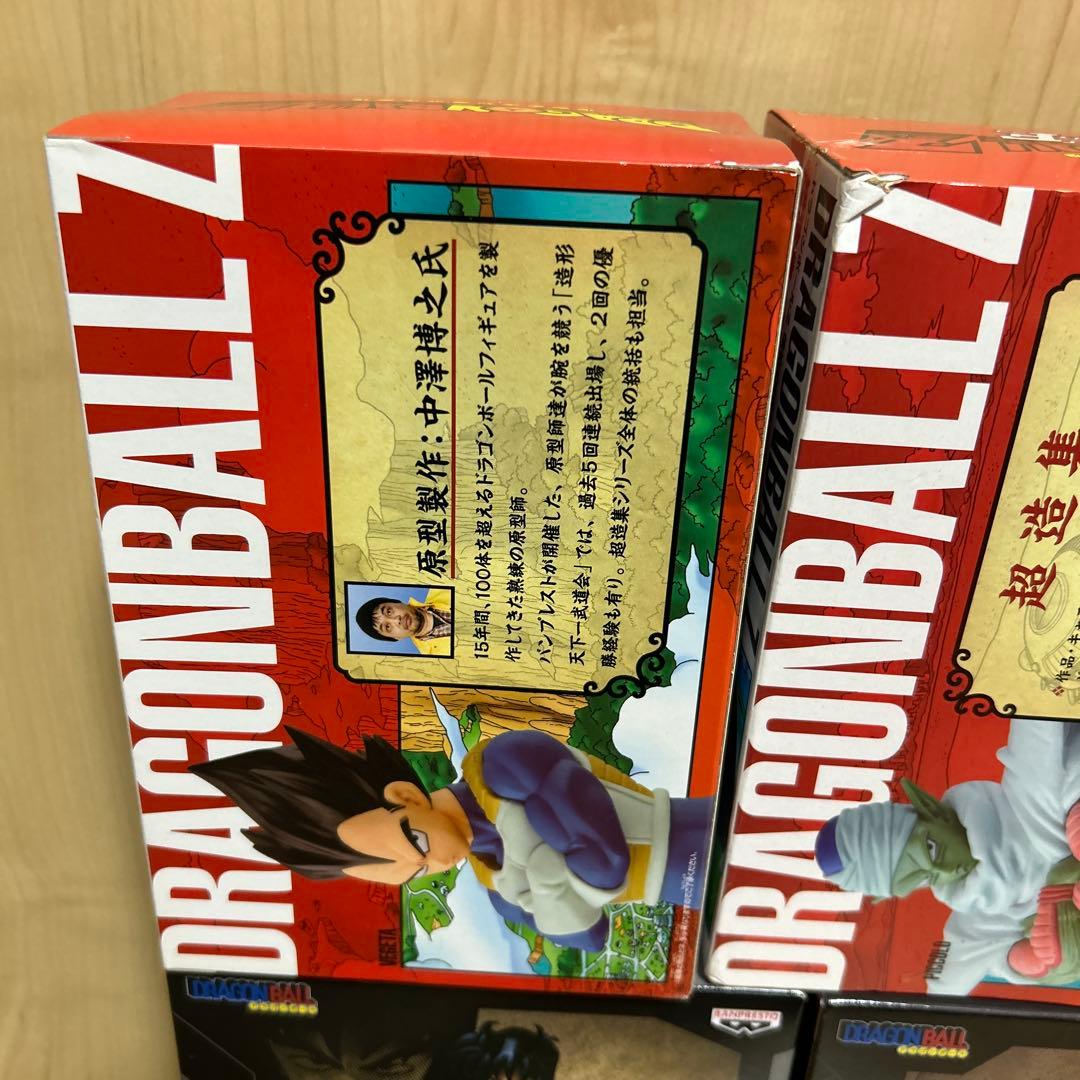 DRAGONBALL Z
原型製作：中澤博之氏
15年間、100体を超えるドラゴンボールフィギュアを製
作してきた熟練の原型師。
バンプレストが開催した、原型師達が腕を競う「造形
天下一武道会」では、過去5回連続出場し、2回の優
勝経験も有り。超造集シリーズ全体の統括も担当。
VEGETA
DRAGONBALL Z
DRAGONBALL Z
超造集
PICCOLO
DRAGON BALL
BANPRESTO
DRAGON BALL